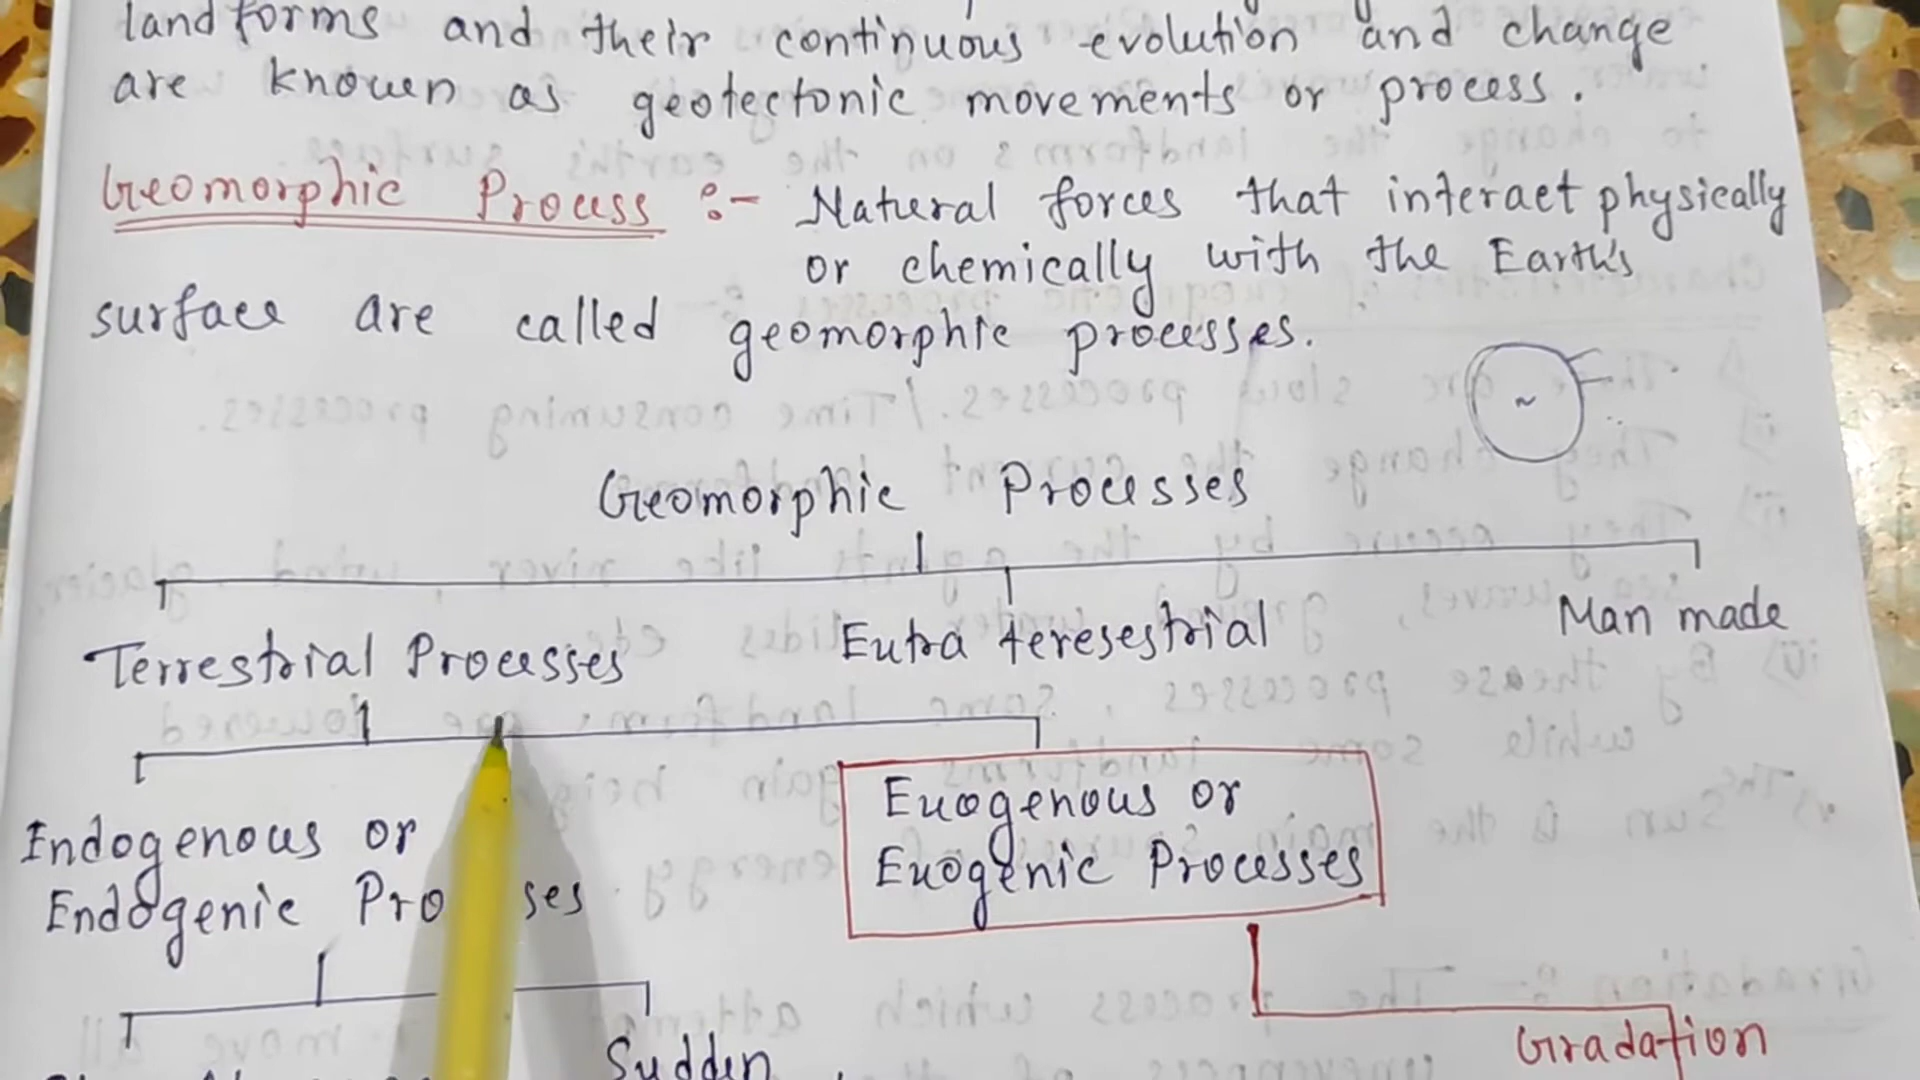 landforms and their continuous evolution and change
are known as geotectonic movements or process.
Geomorphic Process :- Natural forces that interact physically
or chemically with the Earth's
surface are called geomorphic processes.
Geomorphic Processes
Terrestrial Processes
Extra teresestrial
Man made
Endogenous or
Endogenic Pro ses
Exogenous or
Exogenic Processes
Sudden
Gradation